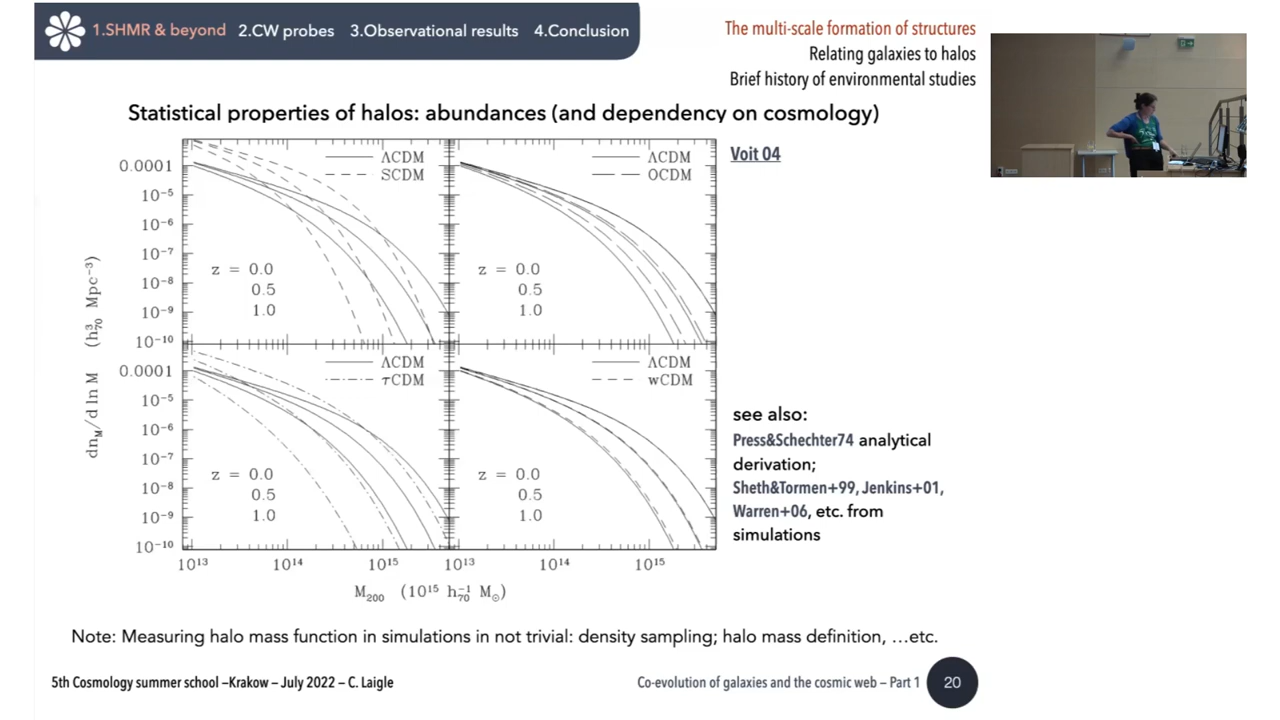 1.SHMR & beyond 2.CW probes 3.Observational results 4.Conclusion
The multi-scale formation of structures
Relating galaxies to halos
Brief history of environmental studies
Statistical properties of halos: abundances (and dependency on cosmology)
Voit 04
ΛCDM
SCDM
z = 0.0
0.5
1.0
ΛCDM
OCDM
z = 0.0
0.5
1.0
ΛCDM
τCDM
z = 0.0
0.5
1.0
ΛCDM
wCDM
z = 0.0
0.5
1.0
0.0001
10⁻⁵
10⁻⁶
10⁻⁷
10⁻⁸
10⁻⁹
10⁻¹⁰
0.0001
10⁻⁵
10⁻⁶
10⁻⁷
10⁻⁸
10⁻⁹
10⁻¹⁰
dn_M/d ln M (h³₇₀ Mpc⁻³)
10¹³ 10¹⁴ 10¹⁵ 10¹³ 10¹⁴ 10¹⁵
M₂₀₀ (10¹⁵ h₇₀⁻¹ M⊙)
see also:
Press&Schechter74 analytical
derivation;
Sheth&Tormen+99, Jenkins+01,
Warren+06, etc. from
simulations
Note: Measuring halo mass function in simulations in not trivial: density sampling; halo mass definition, …etc.
5th Cosmology summer school –Krakow – July 2022 – C. Laigle
Co-evolution of galaxies and the cosmic web – Part 1
20